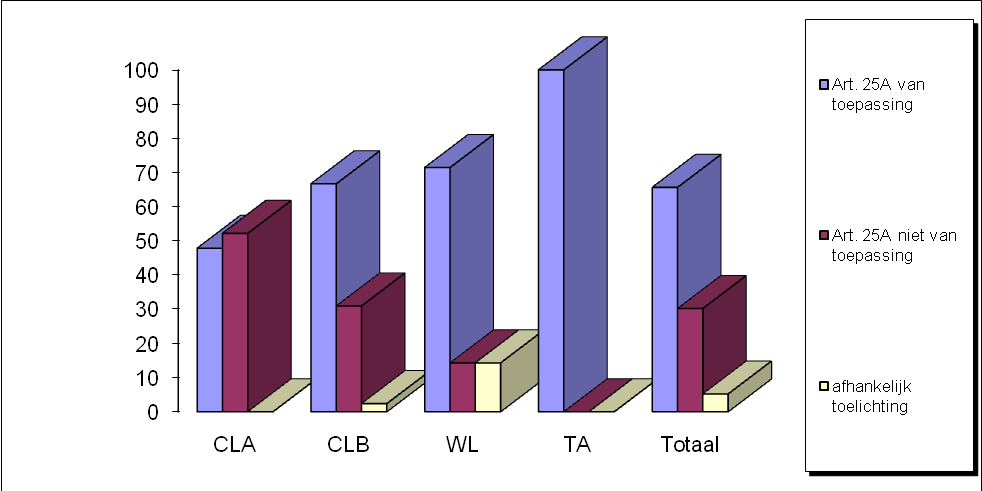 100
90
80
70
60
50
40
30
20
10
0
CLA CLB WL TA Totaal
Art. 25A van
toepassing
Art. 25A niet van
toepassing
afhankelijk
toelichting